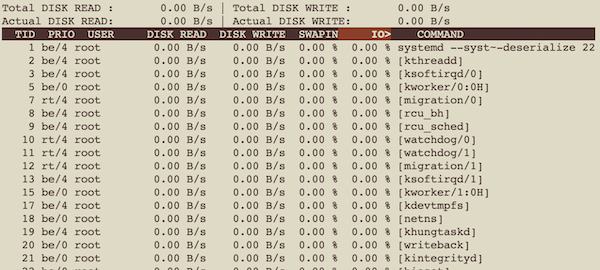 Total DISK READ : 0.00 B/s | Total DISK WRITE : 0.00 B/s
Actual DISK READ: 0.00 B/s | Actual DISK WRITE: 0.00 B/s
TID PRIO USER DISK READ DISK WRITE SWAPIN IO> COMMAND
1 be/4 root 0.00 B/s 0.00 B/s 0.00 % 0.00 % systemd --syst~-deserialize 22
2 be/4 root 0.00 B/s 0.00 B/s 0.00 % 0.00 % [kthreadd]
3 be/4 root 0.00 B/s 0.00 B/s 0.00 % 0.00 % [ksoftirqd/0]
5 be/0 root 0.00 B/s 0.00 B/s 0.00 % 0.00 % [kworker/0:0H]
7 rt/4 root 0.00 B/s 0.00 B/s 0.00 % 0.00 % [migration/0]
8 be/4 root 0.00 B/s 0.00 B/s 0.00 % 0.00 % [rcu_bh]
9 be/4 root 0.00 B/s 0.00 B/s 0.00 % 0.00 % [rcu_sched]
10 rt/4 root 0.00 B/s 0.00 B/s 0.00 % 0.00 % [watchdog/0]
11 rt/4 root 0.00 B/s 0.00 B/s 0.00 % 0.00 % [watchdog/1]
12 rt/4 root 0.00 B/s 0.00 B/s 0.00 % 0.00 % [migration/1]
13 be/4 root 0.00 B/s 0.00 B/s 0.00 % 0.00 % [ksoftirqd/1]
15 be/0 root 0.00 B/s 0.00 B/s 0.00 % 0.00 % [kworker/1:0H]
17 be/4 root 0.00 B/s 0.00 B/s 0.00 % 0.00 % [kdevtmpfs]
18 be/0 root 0.00 B/s 0.00 B/s 0.00 % 0.00 % [netns]
19 be/4 root 0.00 B/s 0.00 B/s 0.00 % 0.00 % [khungtaskd]
20 be/0 root 0.00 B/s 0.00 B/s 0.00 % 0.00 % [writeback]
21 be/0 root 0.00 B/s 0.00 B/s 0.00 % 0.00 % [kintegrityd]